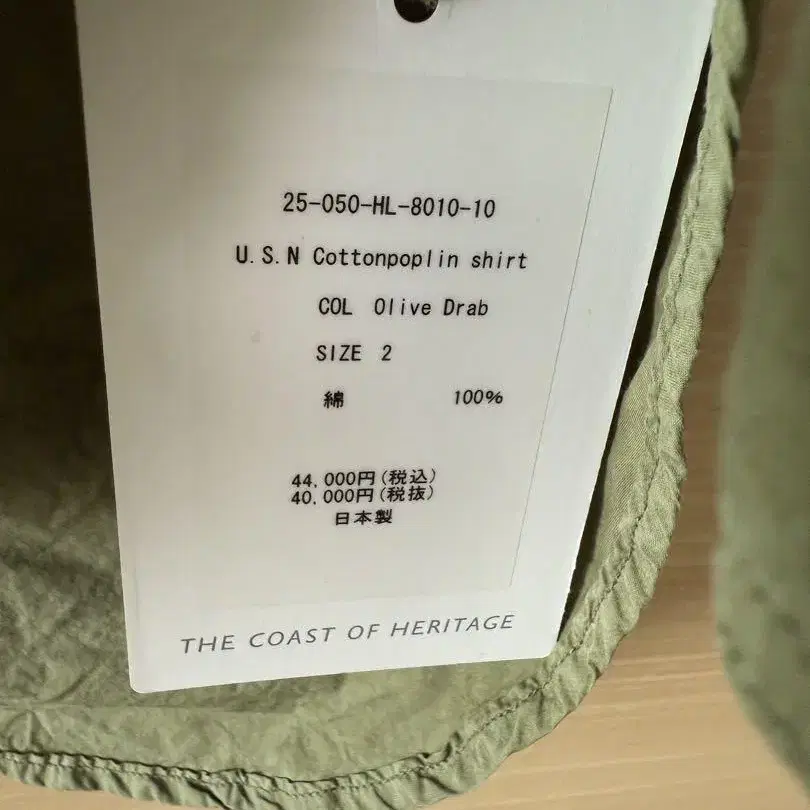 25-050-HL-8010-10
U.S.N Cottonpoplin shirt
COL Olive Drab
SIZE 2
綿 100%
44,000円(税込)
40,000円(税抜)
日本製
THE COAST OF HERITAGE